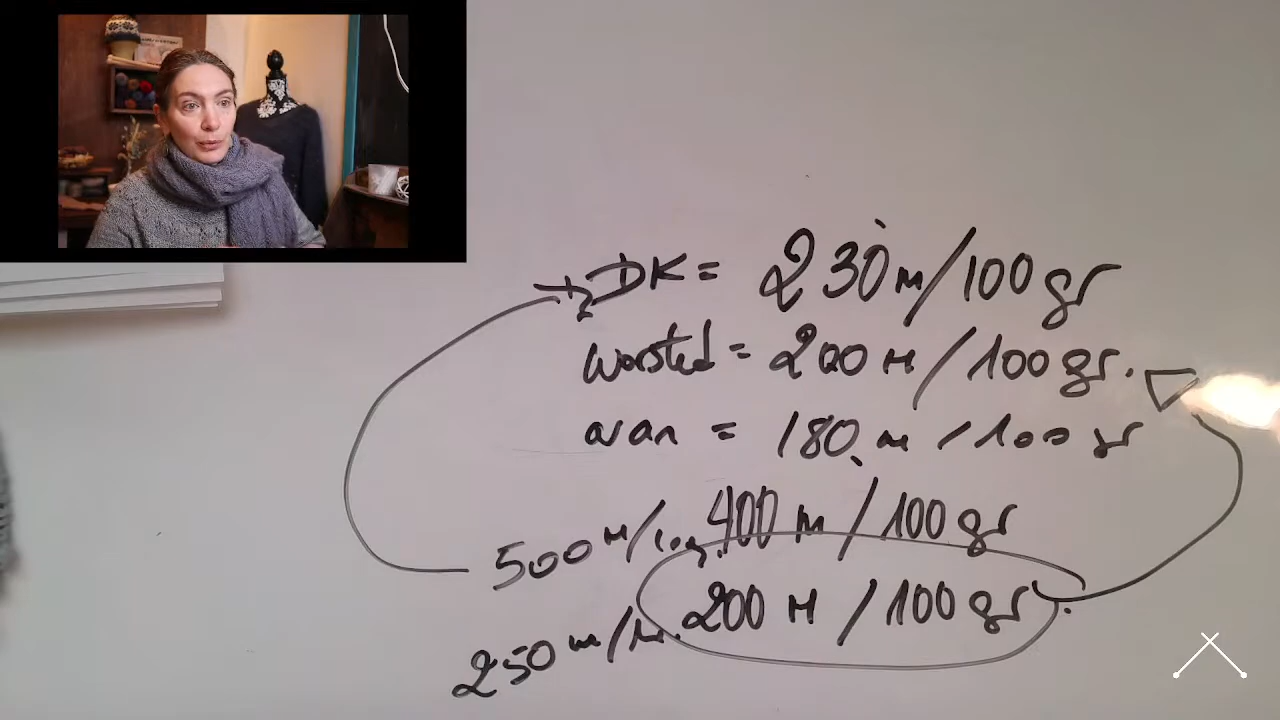 DK = 230 m/100 gr
worsted = 200 M/100 gr.
aran = 180 m/100 gr
400 m/100 gr
500 M/100g.
200 M/100 gr.
250 m/